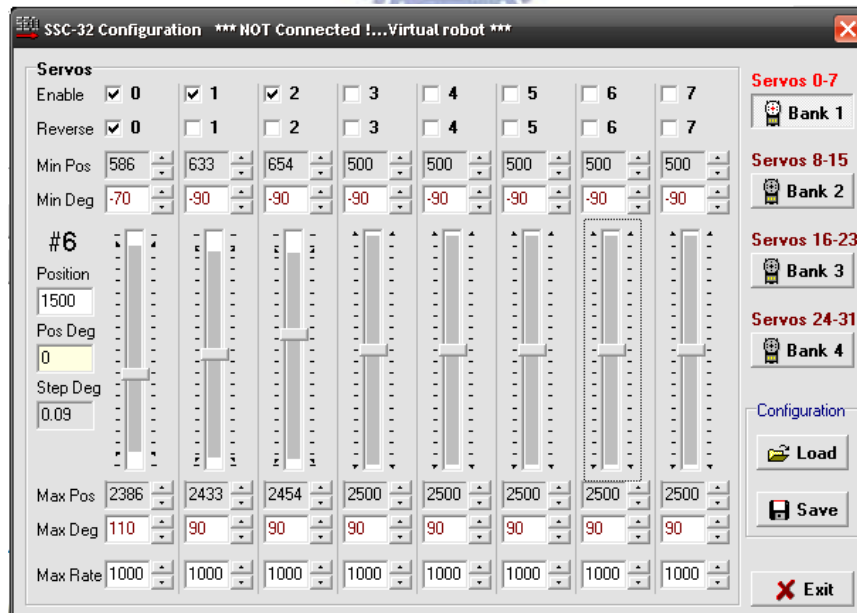 SSC-32 Configuration *** NOT Connected !...Virtual robot ***
Servos
Enable 0 1 2 3 4 5 6 7
Reverse 0 1 2 3 4 5 6 7
Min Pos 586 633 654 500 500 500 500 500
Min Deg -70 -90 -90 -90 -90 -90 -90 -90
#6
Position
1500
Pos Deg
0
Step Deg
0.09
Max Pos 2386 2433 2454 2500 2500 2500 2500 2500
Max Deg 110 90 90 90 90 90 90 90
Max Rate 1000 1000 1000 1000 1000 1000 1000 1000
Servos 0-7
Bank 1
Servos 8-15
Bank 2
Servos 16-23
Bank 3
Servos 24-31
Bank 4
Configuration
Load
Save
Exit